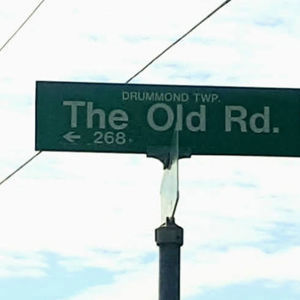 DRUMMOND TWP.
The Old Rd.
← 268